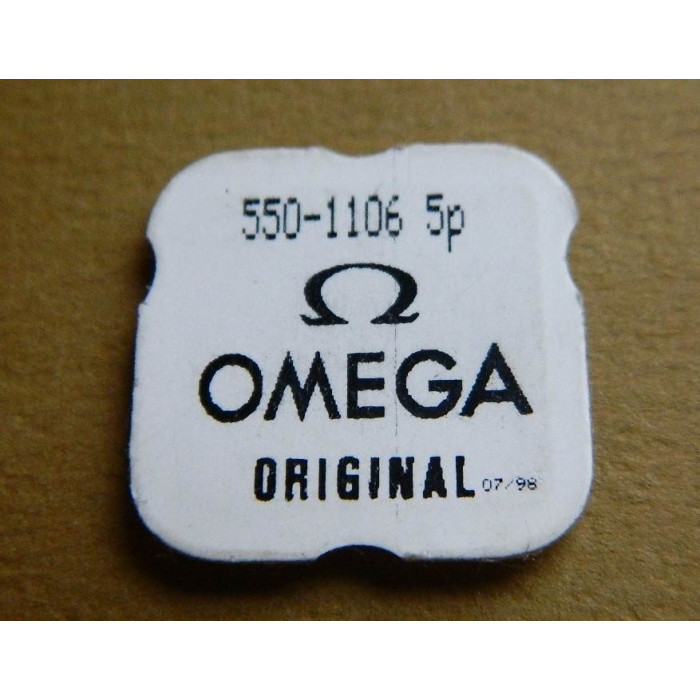 550-1106 5p
Ω
OMEGA
ORIGINAL 07/98